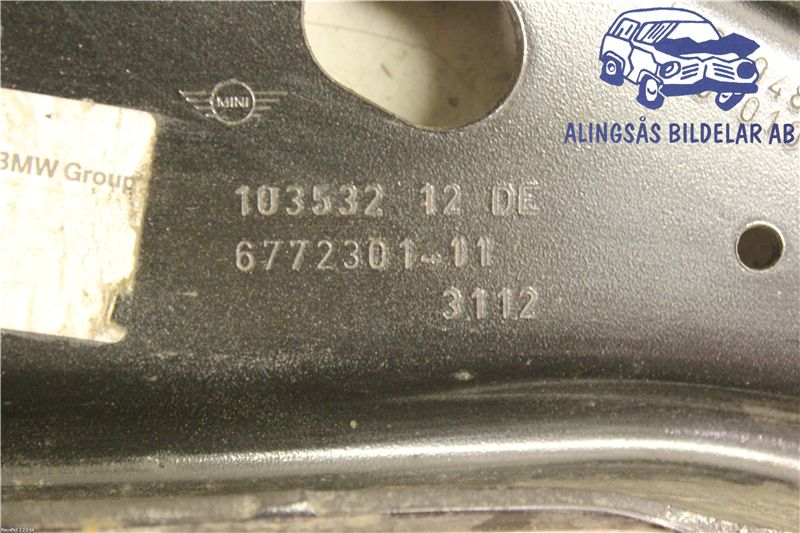 ALINGSÅS BILDELAR AB
MINI
BMW Group
103532 12 DE
6772301-11
3112